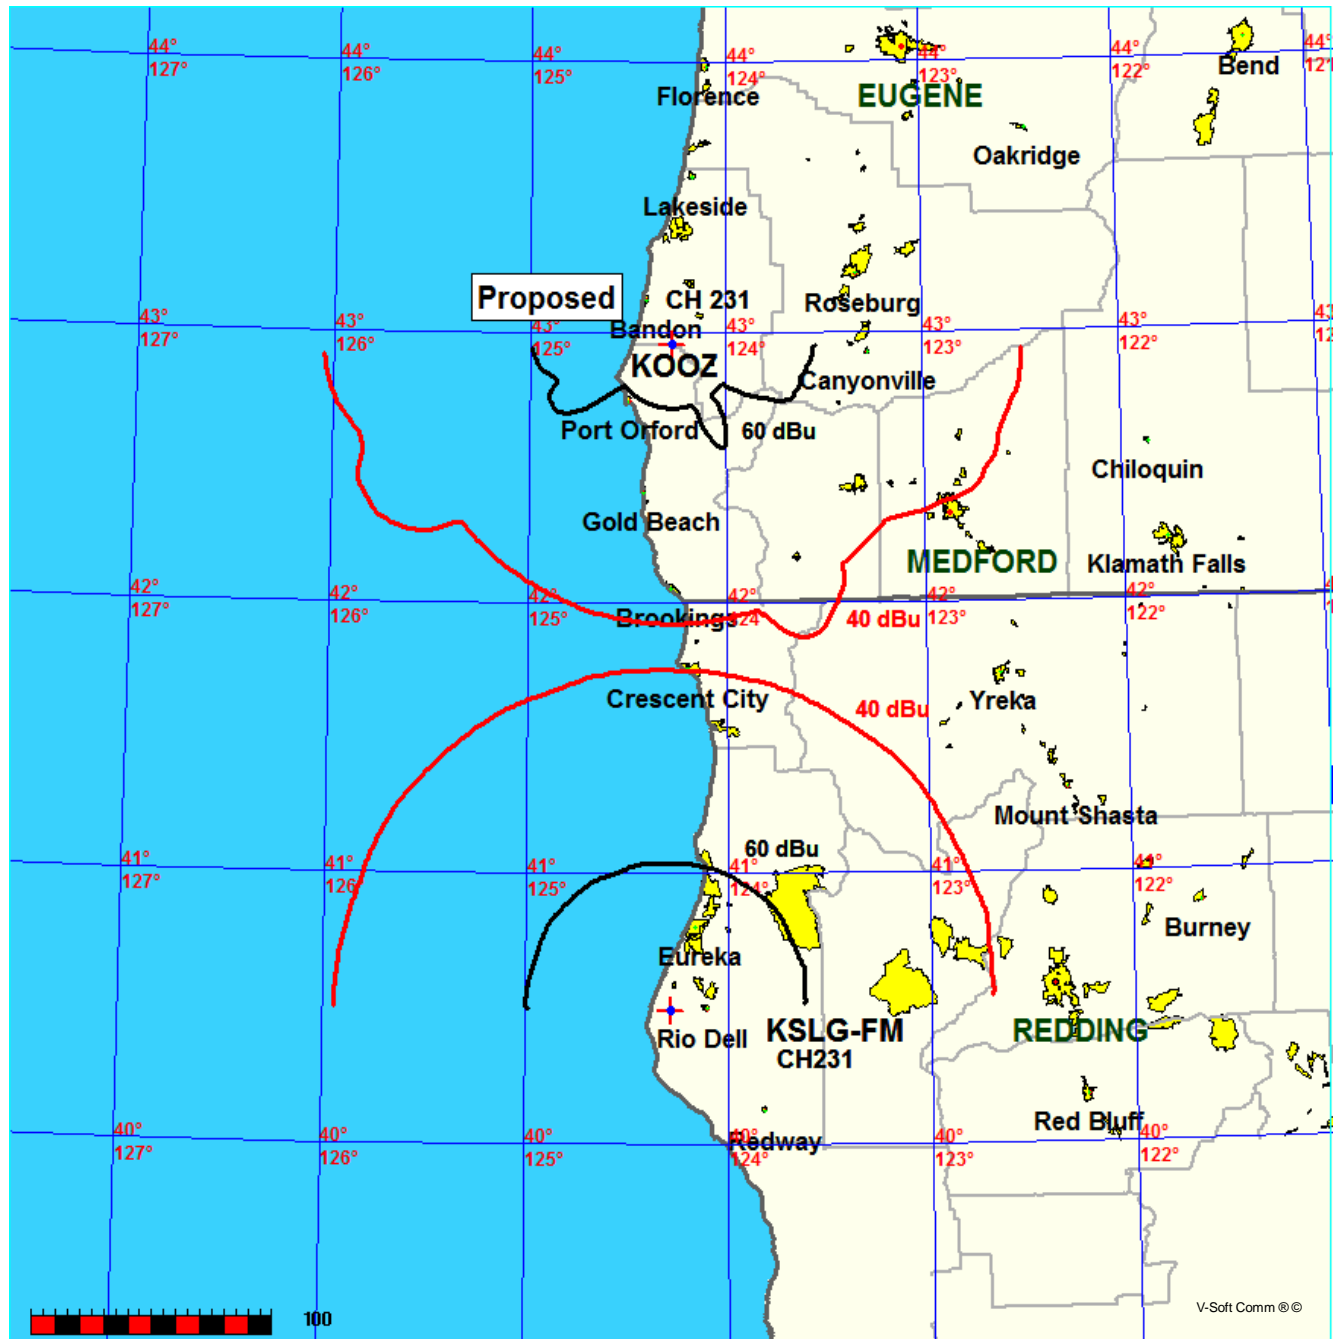 44° 44° 44° 44° 44° 44° 44°
127° 126° 125° 124° 123° 122° 121
Bend
Florence
EUGENE
Oakridge
Lakeside
Proposed
CH 231
Roseburg
Bandon
43° 43° 43° 43° 43° 43°
127° 126° 125° 124° 123° 122°
KOOZ
Canyonville
Port Orford
60 dBu
Chiloquin
Gold Beach
MEDFORD
Klamath Falls
42° 42° 42° 42° 42° 42°
127° 126° 125° 124 123° 122°
Brookings
40 dBu
Crescent City
40 dBu
Yreka
Mount Shasta
60 dBu
41° 41° 41° 41° 41° 41°
127° 126 125° 124° 123° 122°
Burney
Eureka
Rio Dell
KSLG-FM
REDDING
CH231
Red Bluff
40° 40° 40° 40° 40° 40°
Redway
127° 126° 125° 124° 123° 122°
100
V-Soft Comm ® ©